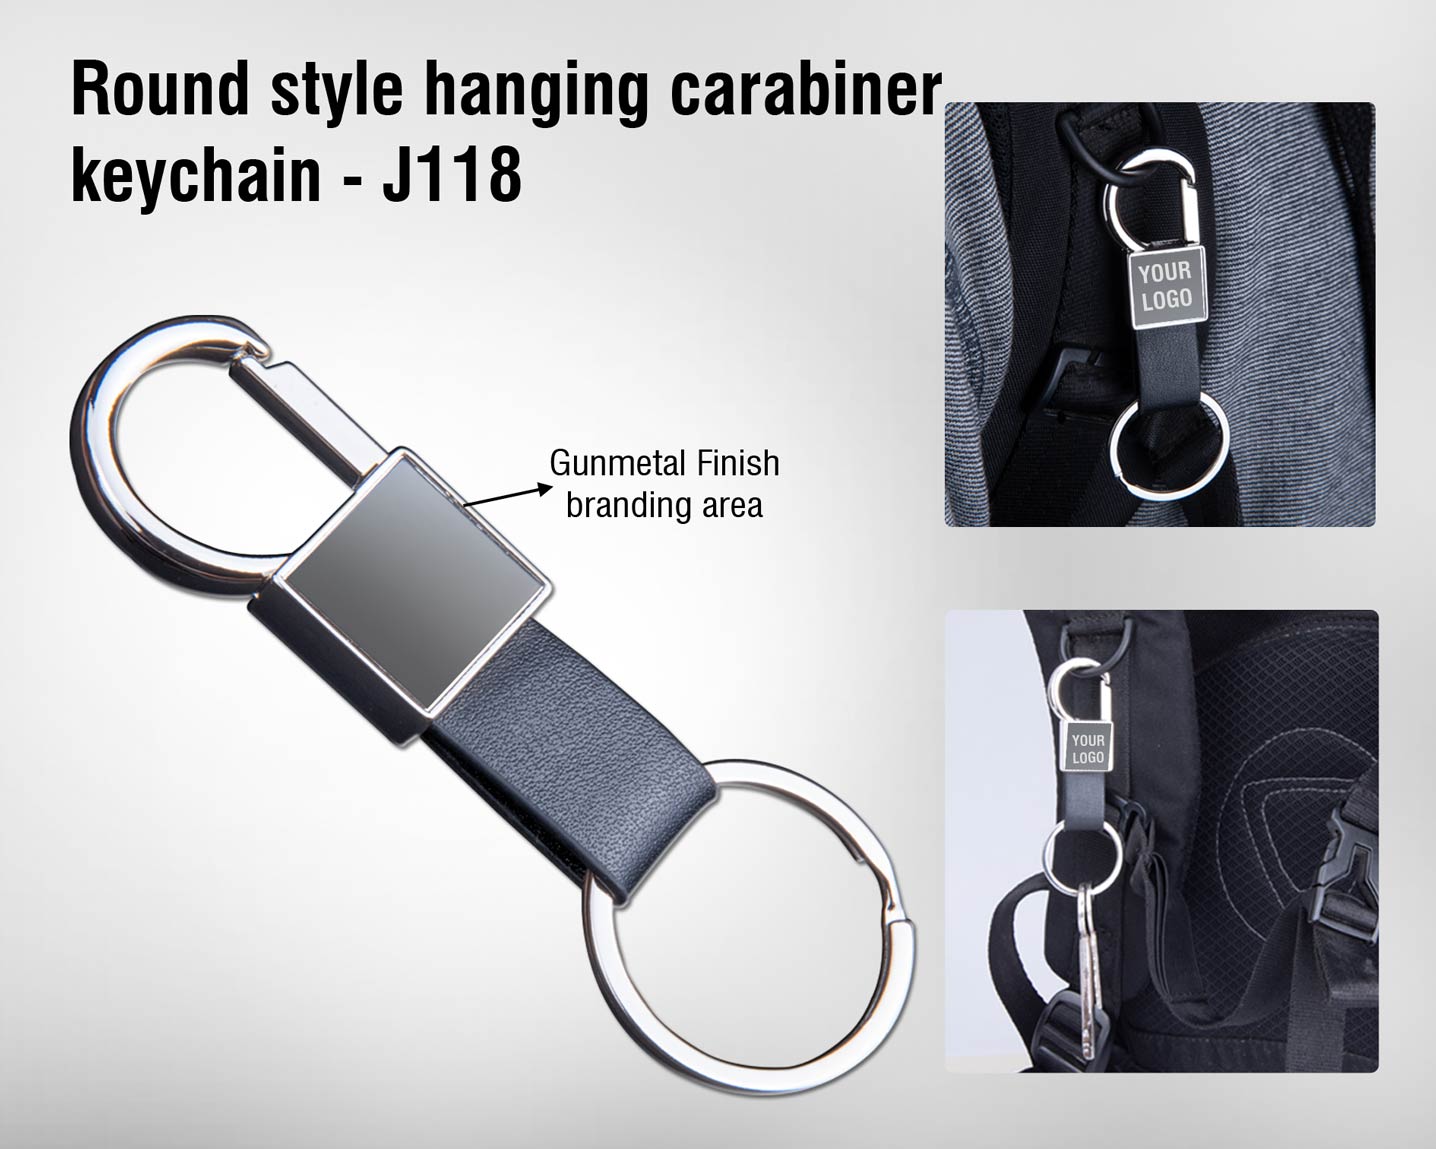 Round style hanging carabiner
keychain - J118
Gunmetal Finish
branding area
YOUR
LOGO
YOUR
LOGO